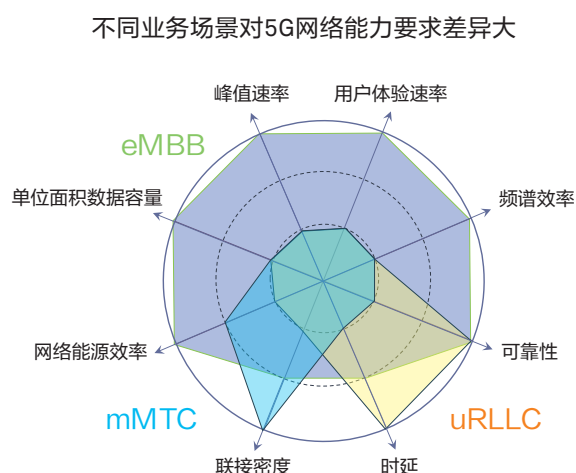 不同业务场景对5G网络能力要求差异大
峰值速率
用户体验速率
eMBB
单位面积数据容量
频谱效率
网络能源效率
可靠性
mMTC
uRLLC
联接密度
时延